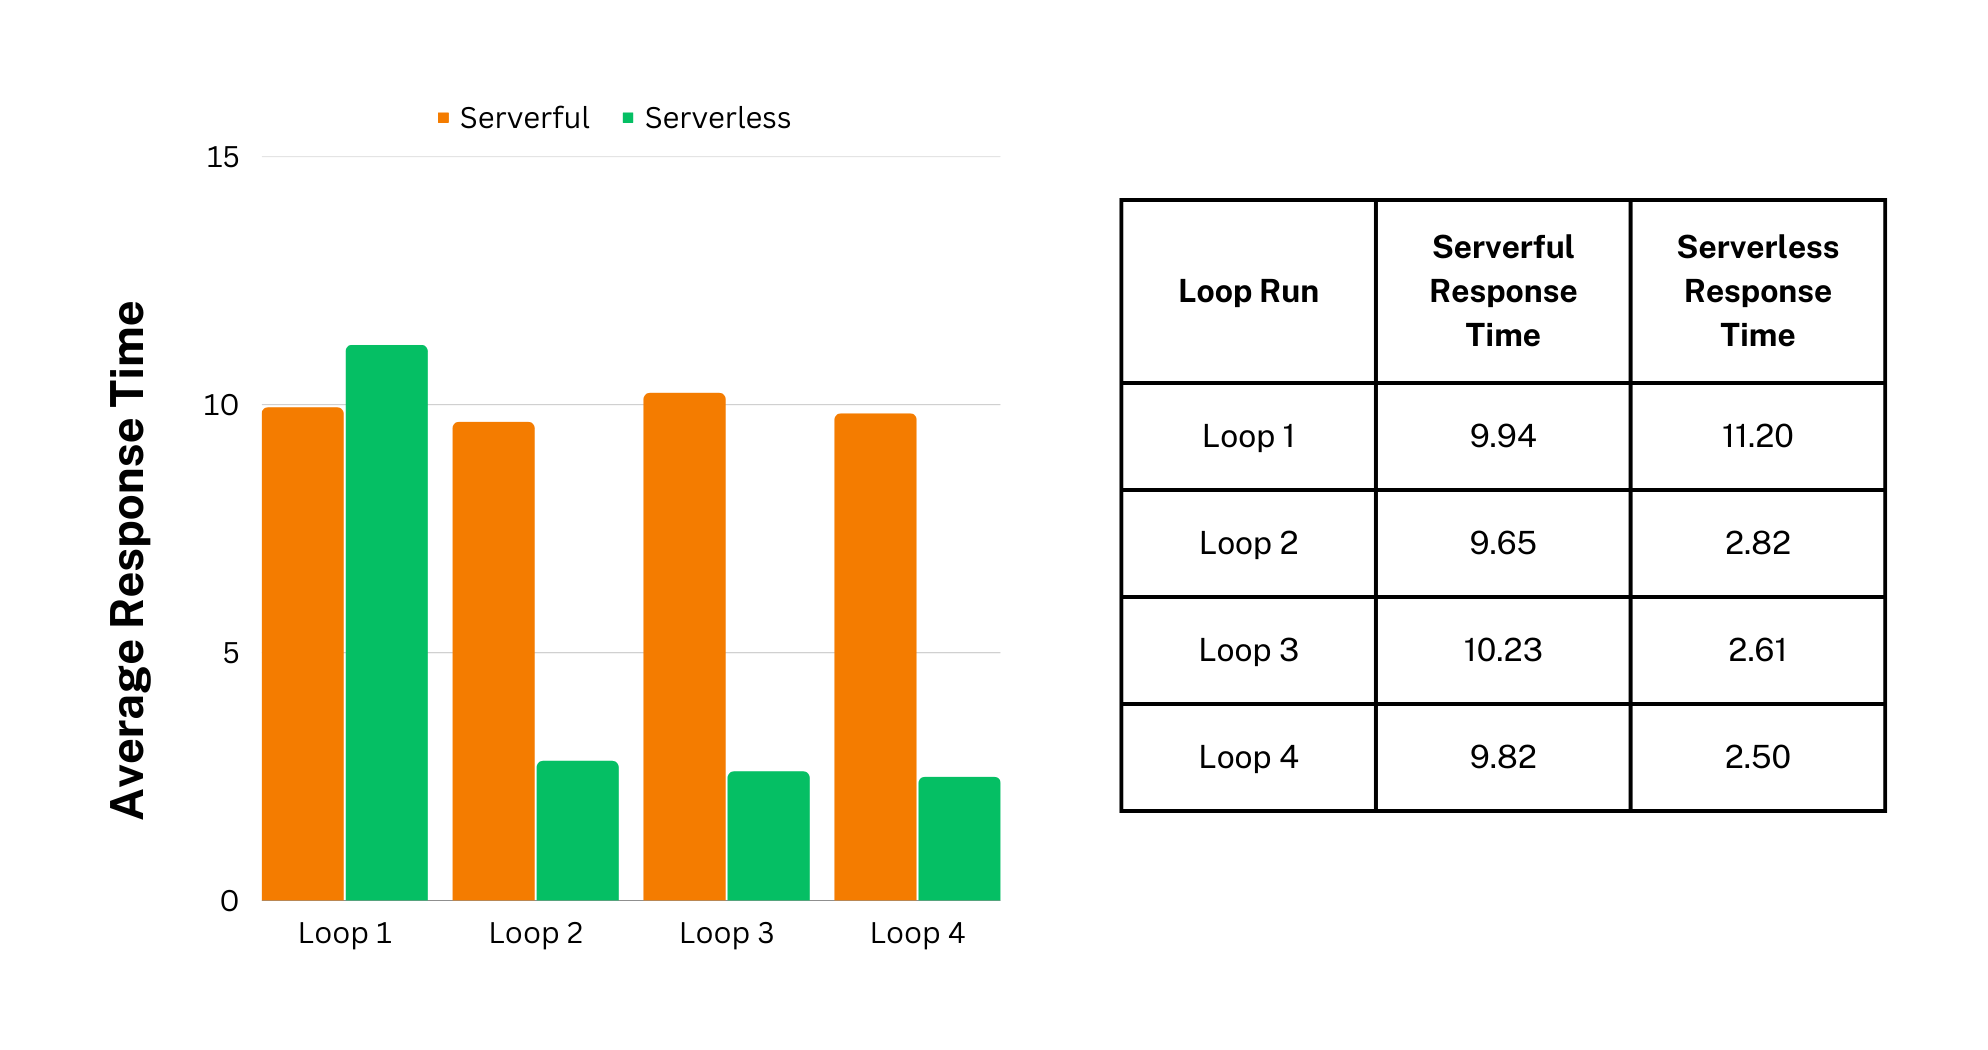 Serverful Serverless
15
10
5
0
Average Response Time
Loop 1 Loop 2 Loop 3 Loop 4
Loop Run
Serverful
Response
Time
Serverless
Response
Time
Loop 1 9.94 11.20
Loop 2 9.65 2.82
Loop 3 10.23 2.61
Loop 4 9.82 2.50